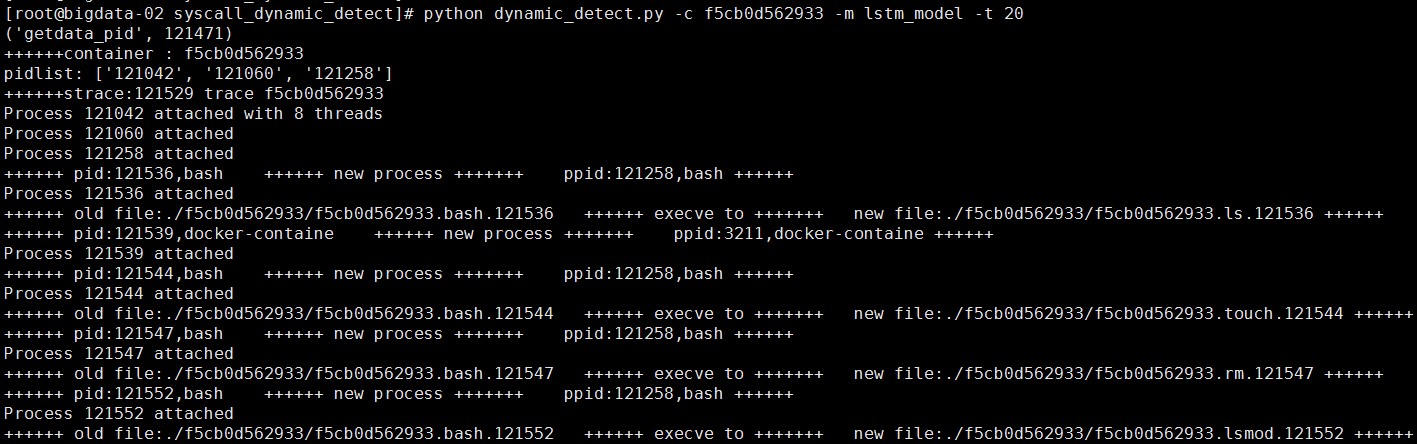 [root@bigdata-02 syscall_dynamic_detect]# python dynamic_detect.py -c f5cb0d562933 -m lstm_model -t 20
('getdata_pid', 121471)
++++++container : f5cb0d562933
pidlist: ['121042', '121060', '121258']
++++++strace:121529 trace f5cb0d562933
Process 121042 attached with 8 threads
Process 121060 attached
Process 121258 attached
++++++ pid:121536,bash    ++++++ new process +++++++    ppid:121258,bash ++++++
Process 121536 attached
++++++ old file:./f5cb0d562933/f5cb0d562933.bash.121536   ++++++ execve to +++++++   new file:./f5cb0d562933/f5cb0d562933.ls.121536 ++++++
++++++ pid:121539,docker-containe    ++++++ new process +++++++    ppid:3211,docker-containe ++++++
Process 121539 attached
++++++ pid:121544,bash    ++++++ new process +++++++    ppid:121258,bash ++++++
Process 121544 attached
++++++ old file:./f5cb0d562933/f5cb0d562933.bash.121544   ++++++ execve to +++++++   new file:./f5cb0d562933/f5cb0d562933.touch.121544 ++++++
++++++ pid:121547,bash    ++++++ new process +++++++    ppid:121258,bash ++++++
Process 121547 attached
++++++ old file:./f5cb0d562933/f5cb0d562933.bash.121547   ++++++ execve to +++++++   new file:./f5cb0d562933/f5cb0d562933.rm.121547 ++++++
++++++ pid:121552,bash    ++++++ new process +++++++    ppid:121258,bash ++++++
Process 121552 attached
++++++ old file:./f5cb0d562933/f5cb0d562933.bash.121552   ++++++ execve to +++++++   new file:./f5cb0d562933/f5cb0d562933.lsmod.121552 ++++++